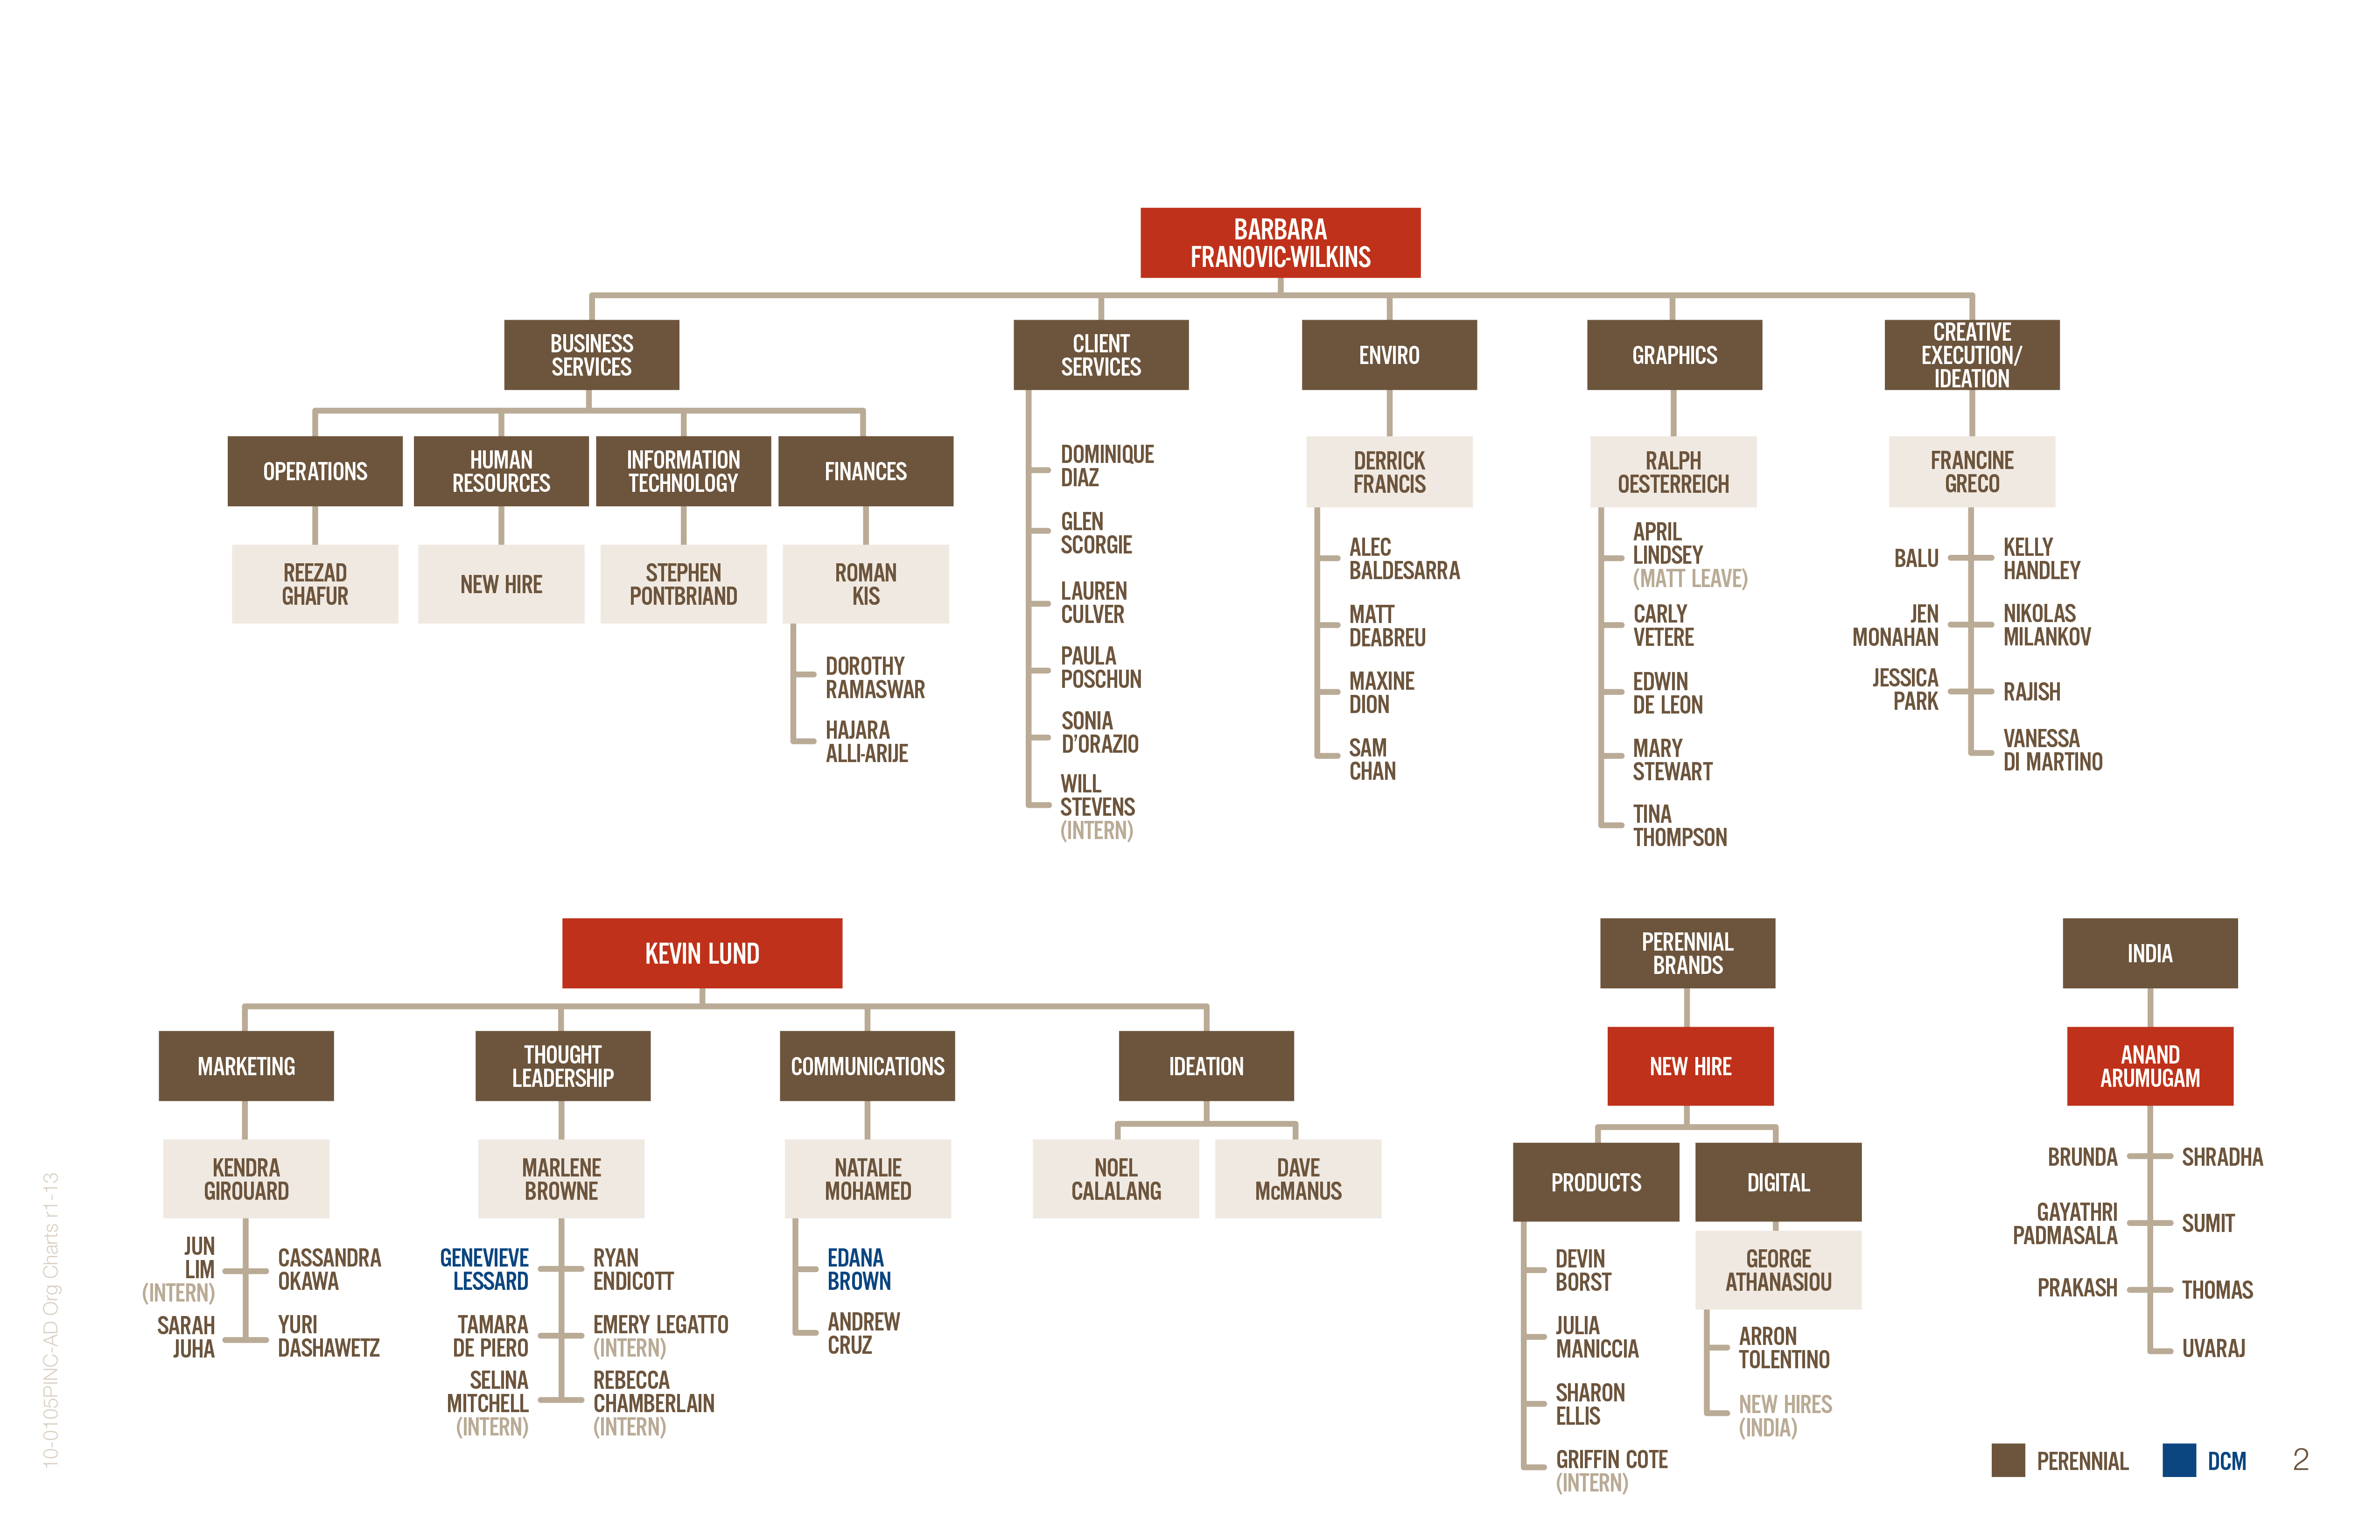 BARBARA
FRANOVIC-WILKINS
BUSINESS
SERVICES
CLIENT
SERVICES
ENVIRO
GRAPHICS
CREATIVE
EXECUTION/
IDEATION
OPERATIONS
HUMAN
RESOURCES
INFORMATION
TECHNOLOGY
FINANCES
REEZAD
GHAFUR
NEW HIRE
STEPHEN
PONTBRIAND
ROMAN
KIS
DOROTHY
RAMASWAR
HAJARA
ALLI-ARIJE
DOMINIQUE
DIAZ
GLEN
SCORGIE
LAUREN
CULVER
PAULA
POSCHUN
SONIA
D’ORAZIO
WILL
STEVENS
(INTERN)
DERRICK
FRANCIS
ALEC
BALDESARRA
MATT
DEABREU
MAXINE
DION
SAM
CHAN
RALPH
OESTERREICH
APRIL
LINDSEY
(MATT LEAVE)
CARLY
VETERE
EDWIN
DE LEON
MARY
STEWART
TINA
THOMPSON
FRANCINE
GRECO
BALU
KELLY
HANDLEY
JEN
MONAHAN
NIKOLAS
MILANKOV
JESSICA
PARK
RAJISH
VANESSA
DI MARTINO
KEVIN LUND
MARKETING
THOUGHT
LEADERSHIP
COMMUNICATIONS
IDEATION
KENDRA
GIROUARD
JUN
LIM
(INTERN)
CASSANDRA
OKAWA
SARAH
JUHA
YURI
DASHAWETZ
MARLENE
BROWNE
GENEVIEVE
LESSARD
RYAN
ENDICOTT
TAMARA
DE PIERO
EMERY LEGATTO
(INTERN)
SELINA
MITCHELL
(INTERN)
REBECCA
CHAMBERLAIN
(INTERN)
NATALIE
MOHAMED
EDANA
BROWN
ANDREW
CRUZ
NOEL
CALALANG
DAVE
McMANUS
PERENNIAL
BRANDS
NEW HIRE
PRODUCTS
DIGITAL
DEVIN
BORST
JULIA
MANICCIA
SHARON
ELLIS
GRIFFIN COTE
(INTERN)
GEORGE
ATHANASIOU
ARRON
TOLENTINO
NEW HIRES
(INDIA)
INDIA
ANAND
ARUMUGAM
BRUNDA
SHRADHA
GAYATHRI
PADMASALA
SUMIT
PRAKASH
THOMAS
UVARAJ
PERENNIAL
DCM
2
10-0105PINC-AD Org Charts r1-13